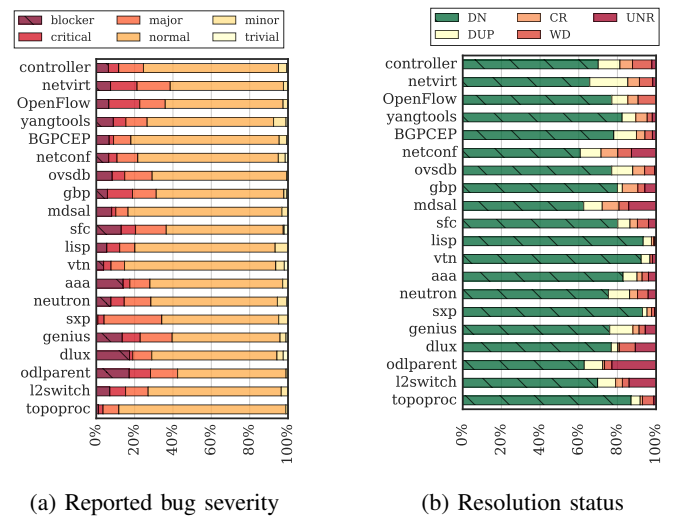 blocker major minor
critical normal trivial
controller
netvirt
OpenFlow
yangtools
BGPCEP
netconf
ovsdb
gbp
mdsal
sfc
lisp
vtn
aaa
neutron
sxp
genius
dlux
odlparent
l2switch
topoproc
0% 20% 40% 60% 80% 100%
(a) Reported bug severity
DN CR UNR
DUP WD
controller
netvirt
OpenFlow
yangtools
BGPCEP
netconf
ovsdb
gbp
mdsal
sfc
lisp
vtn
aaa
neutron
sxp
genius
dlux
odlparent
l2switch
topoproc
0% 20% 40% 60% 80% 100%
(b) Resolution status